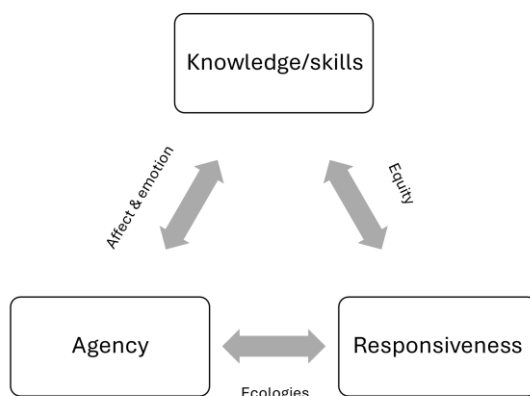 Knowledge/skills
Affect & emotion
Equity
Agency
Responsiveness
Ecologies